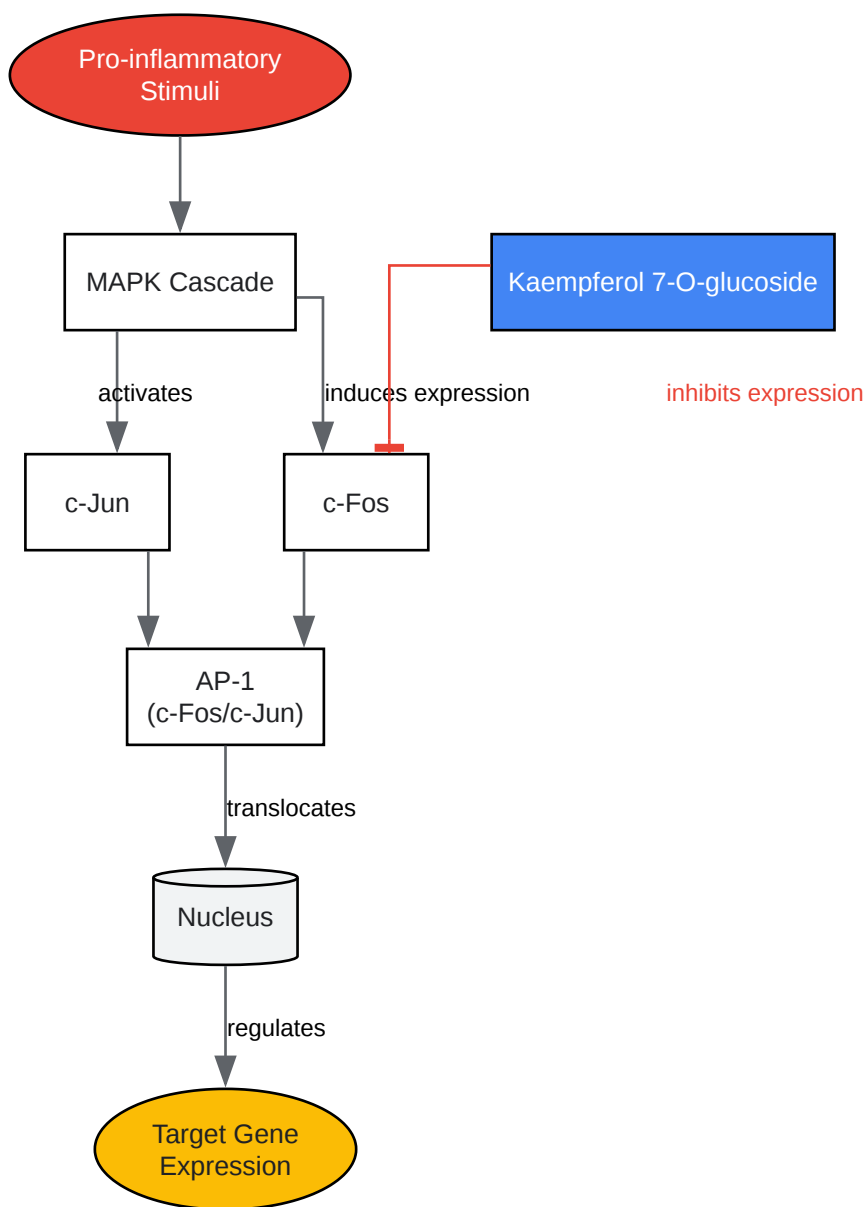 Pro-inflammatory
Stimuli
MAPK Cascade
Kaempferol 7-O-glucoside
activates
induces expression
inhibits expression
c-Jun
c-Fos
AP-1
(c-Fos/c-Jun)
translocates
Nucleus
regulates
Target Gene
Expression